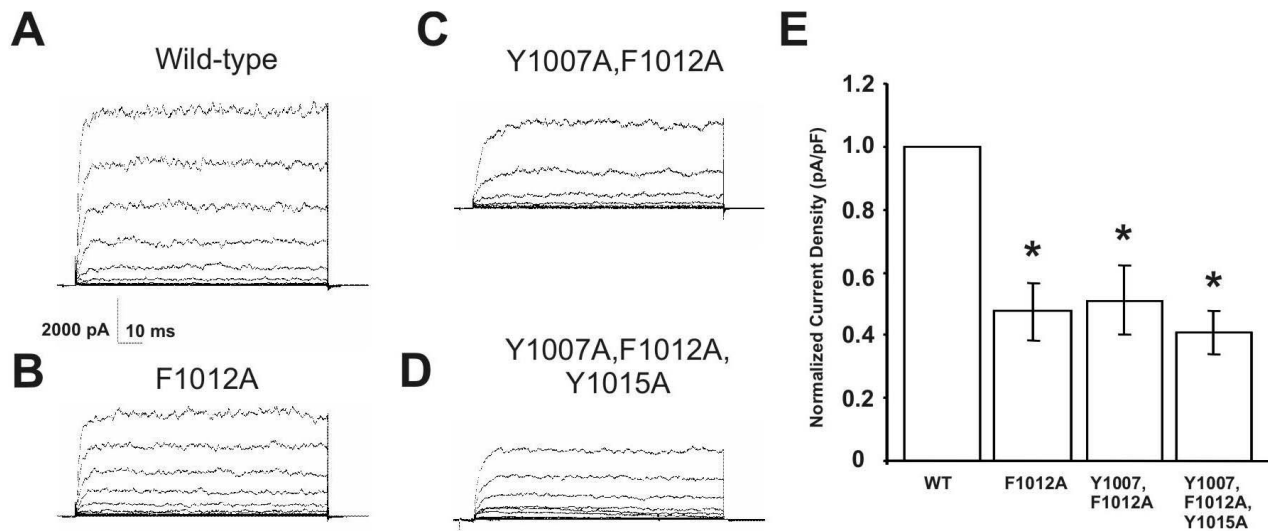 A
Wild-type
2000 pA
10 ms
B
F1012A
C
Y1007A,F1012A
D
Y1007A,F1012A,
Y1015A
E
Normalized Current Density (pA/pF)
1.2
1.0
0.8
0.6
0.4
0.2
0
*
*
*
WT
F1012A
Y1007,
F1012A
Y1007,
F1012A,
Y1015A